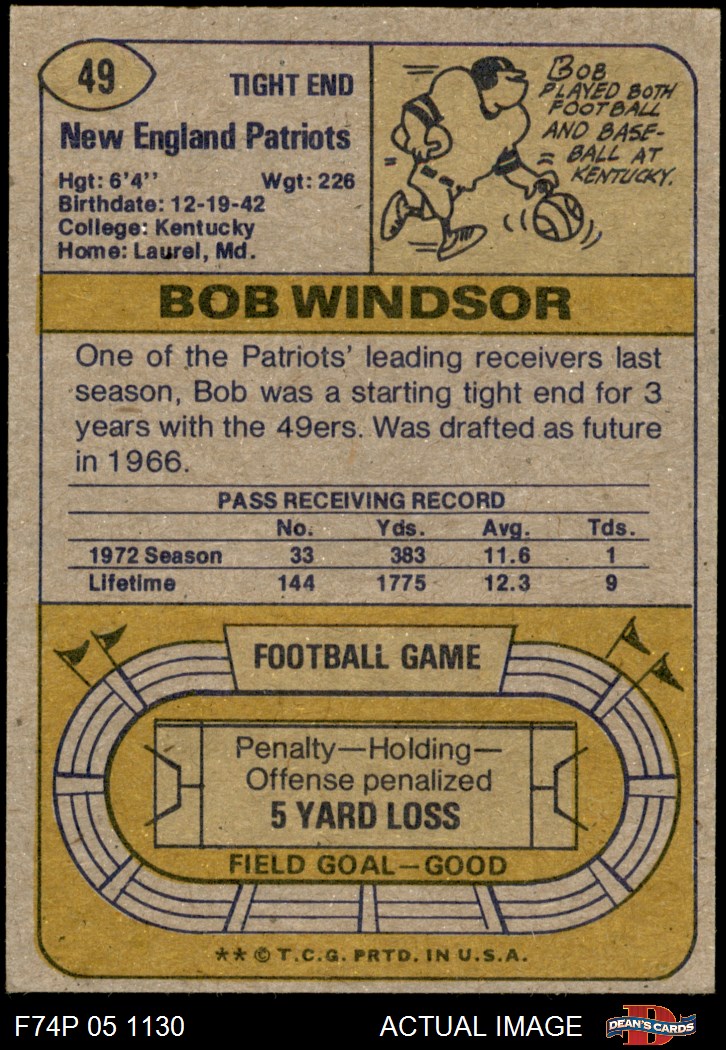 49
TIGHT END
New England Patriots
Hgt: 6'4'' Wgt: 226
Birthdate: 12-19-42
College: Kentucky
Home: Laurel, Md.
BOB
PLAYED BOTH
FOOTBALL
AND BASE-
BALL AT
KENTUCKY.
BOB WINDSOR
One of the Patriots' leading receivers last
season, Bob was a starting tight end for 3
years with the 49ers. Was drafted as future
in 1966.
PASS RECEIVING RECORD
No. Yds. Avg. Tds.
1972 Season 33 383 11.6 1
Lifetime 144 1775 12.3 9
FOOTBALL GAME
Penalty—Holding—
Offense penalized
5 YARD LOSS
FIELD GOAL—GOOD
** © T.C.G. PRTD. IN U.S.A.
F74P 05 1130 ACTUAL IMAGE
D
DEAN'S CARDS